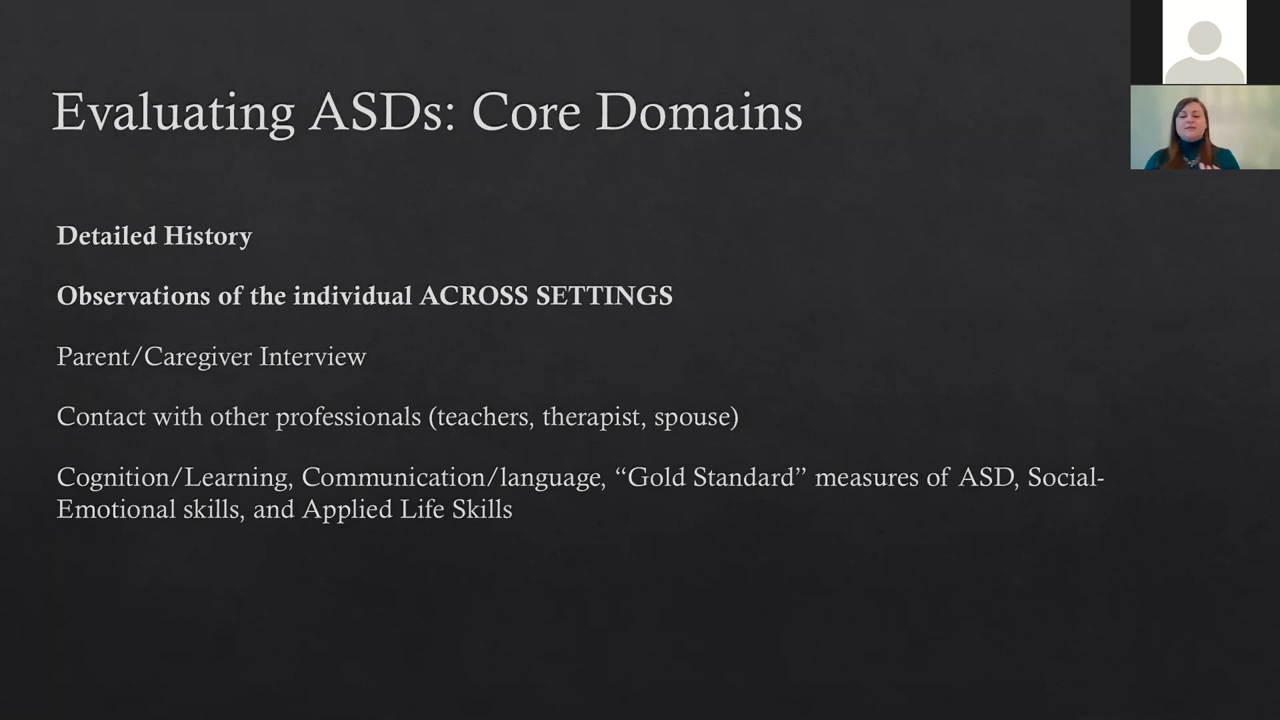 Evaluating ASDs: Core Domains
Detailed History
Observations of the individual ACROSS SETTINGS
Parent/Caregiver Interview
Contact with other professionals (teachers, therapist, spouse)
Cognition/Learning, Communication/language, “Gold Standard” measures of ASD, Social-
Emotional skills, and Applied Life Skills